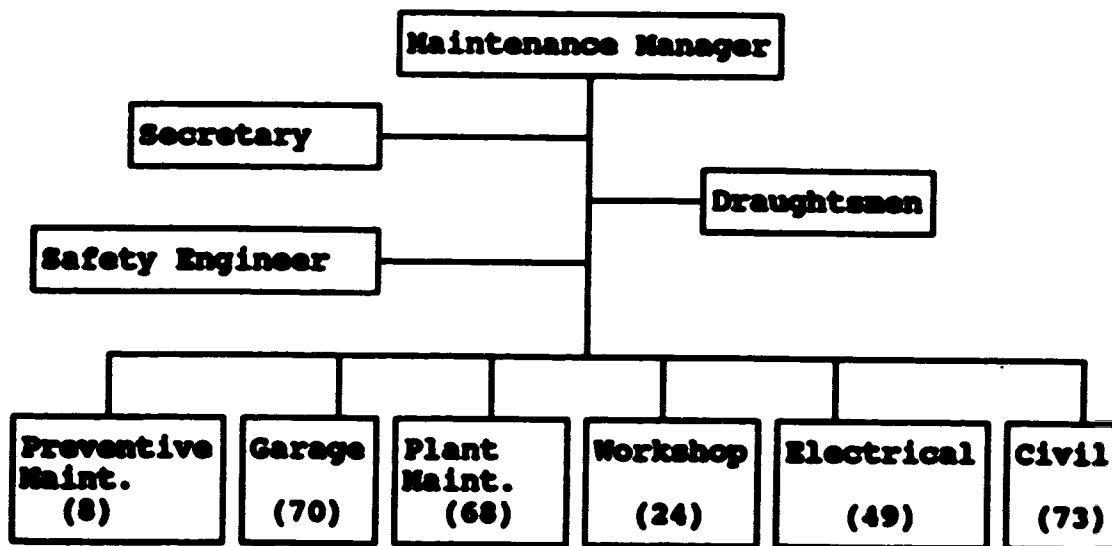 Maintenance Manager
Secretary
Draughtsmen
Safety Engineer
Preventive
Maint.
(8)
Garage
(70)
Plant
Maint.
(68)
Workshop
(24)
Electrical
(49)
Civil
(73)